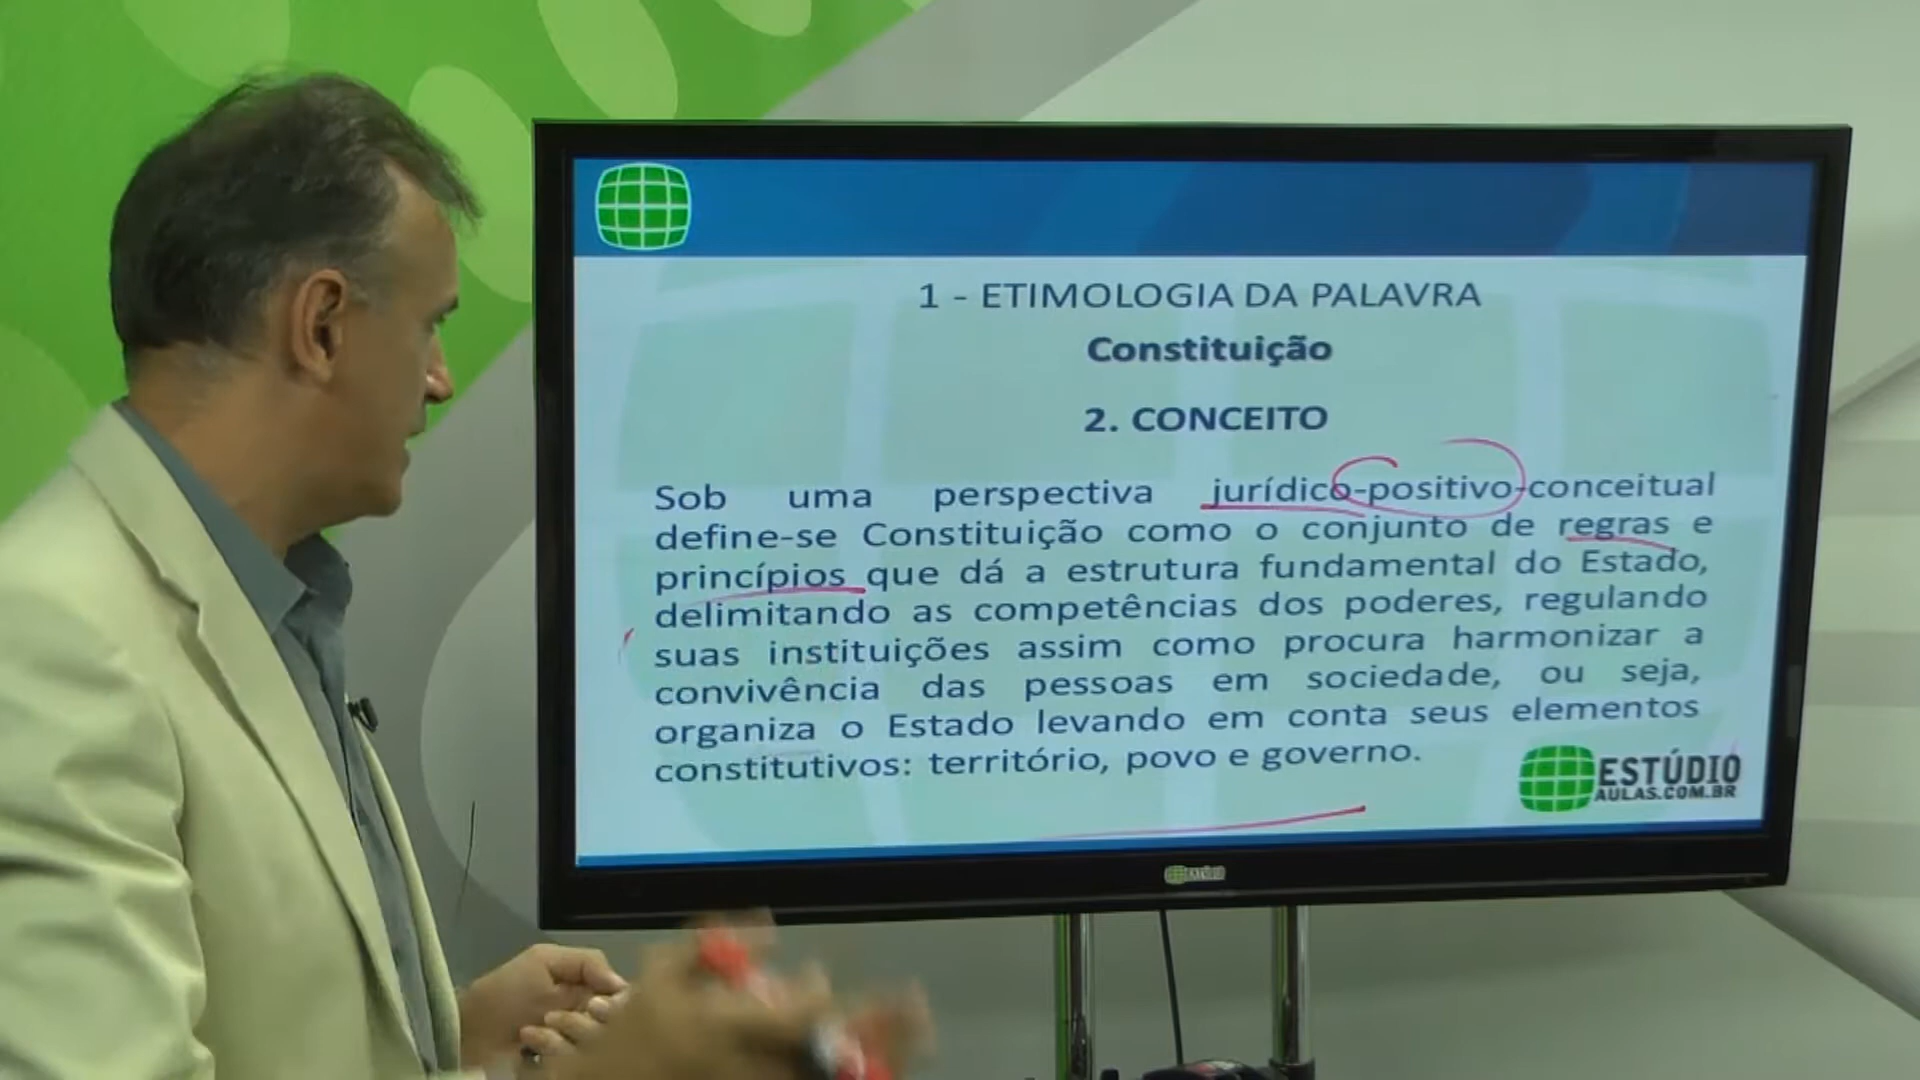 1 - ETIMOLOGIA DA PALAVRA
Constituição
2. CONCEITO
Sob uma perspectiva jurídico-positivo-conceitual
define-se Constituição como o conjunto de regras e
princípios que dá a estrutura fundamental do Estado,
delimitando as competências dos poderes, regulando
suas instituições assim como procura harmonizar a
convivência das pessoas em sociedade, ou seja,
organiza o Estado levando em conta seus elementos
constitutivos: território, povo e governo.
ESTÚDIO
AULAS.COM.BR